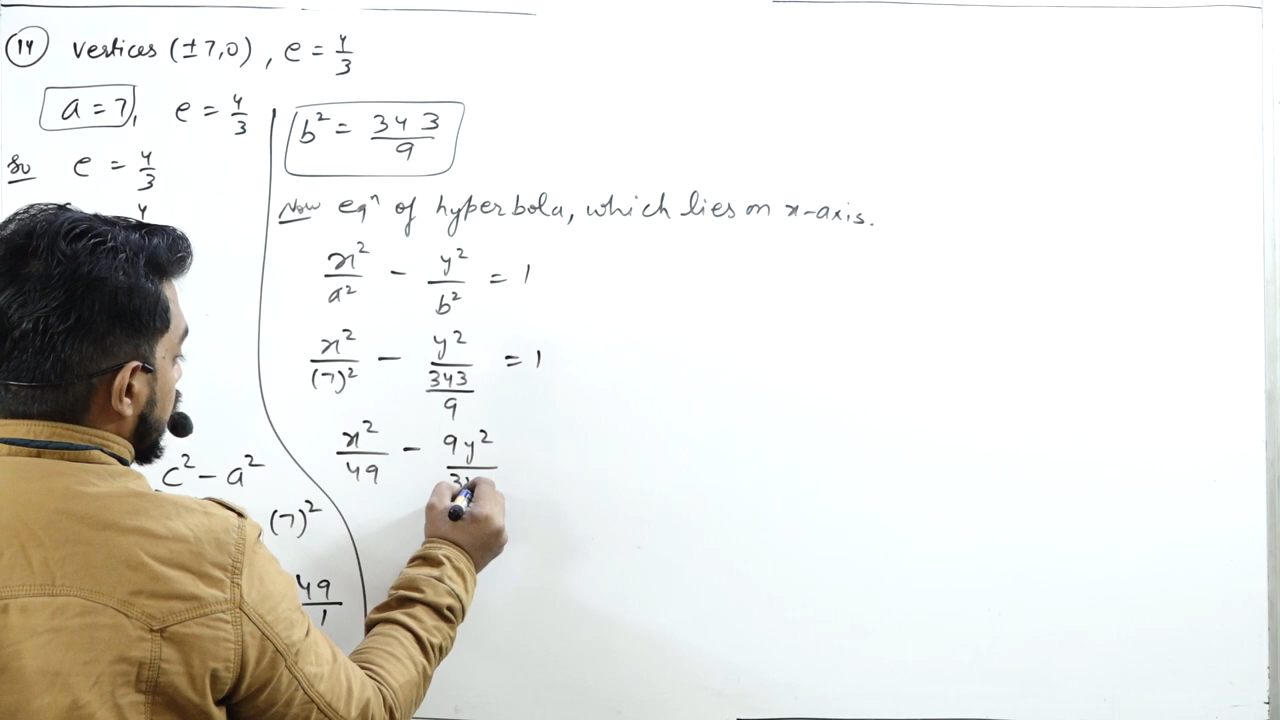 (14) Vertices (±7,0), e = 4/3
a = 7, e = 4/3
So e = 4/3
4
c² - a²
(7)²
49/1
b² = 343/9
Now eqⁿ of hyperbola, which lies on x-axis.
x²/a² - y²/b² = 1
x²/(7)² - y²/(343/9) = 1
x²/49 - 9y²/3